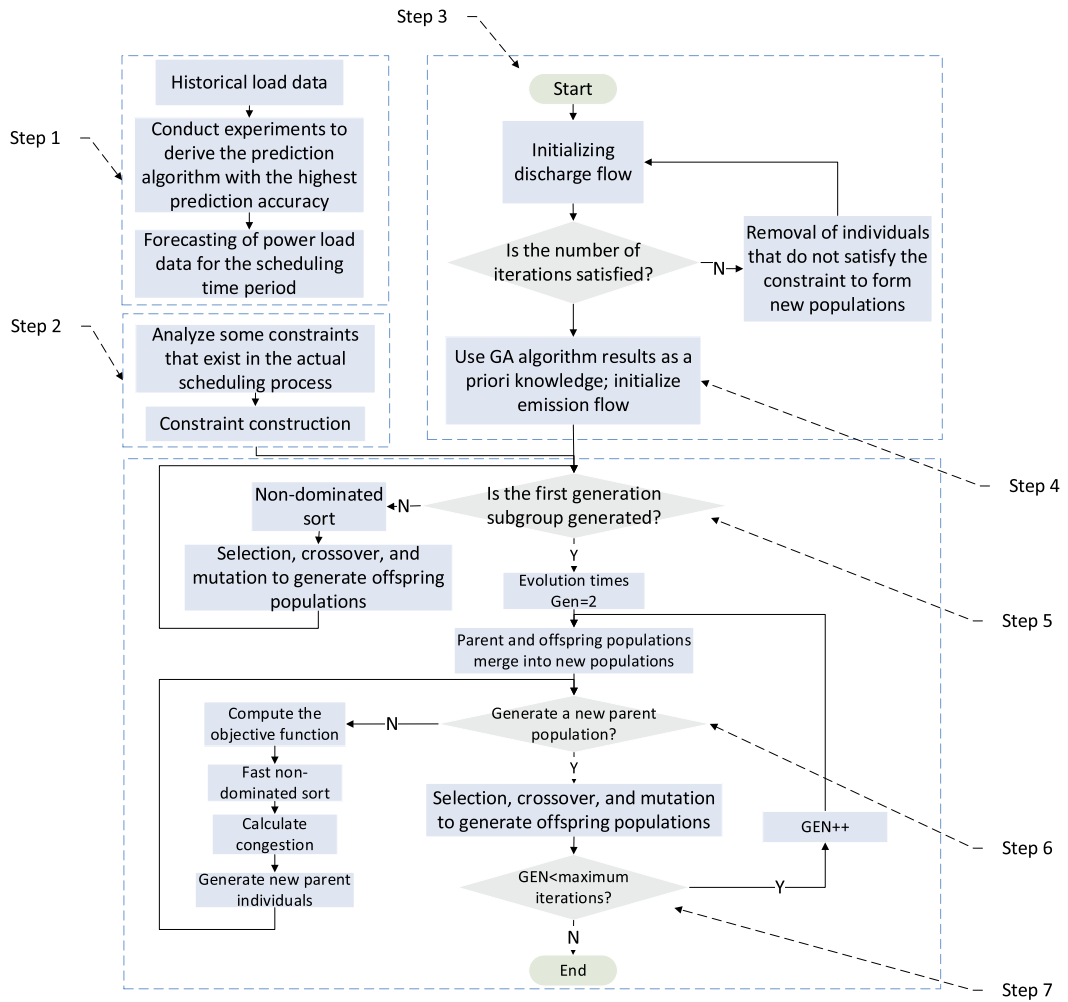 Step 3
Step 1
Historical load data
Conduct experiments to
derive the prediction
algorithm with the highest
prediction accuracy
Forecasting of power load
data for the scheduling
time period
Step 2
Analyze some constraints
that exist in the actual
scheduling process
Constraint construction
Start
Initializing
discharge flow
Is the number of
iterations satisfied?
N
Removal of individuals
that do not satisfy the
constraint to form
new populations
Use GA algorithm results as a
priori knowledge; initialize
emission flow
Step 4
Is the first generation
subgroup generated?
N
Non-dominated
sort
Selection, crossover, and
mutation to generate offspring
populations
Y
Evolution times
Gen=2
Step 5
Parent and offspring populations
merge into new populations
Generate a new parent
population?
N
Compute the
objective function
Fast non-
dominated sort
Calculate
congestion
Generate new parent
individuals
Y
Selection, crossover, and mutation
to generate offspring populations
GEN++
Step 6
GEN<maximum
iterations?
Y
N
End
Step 7